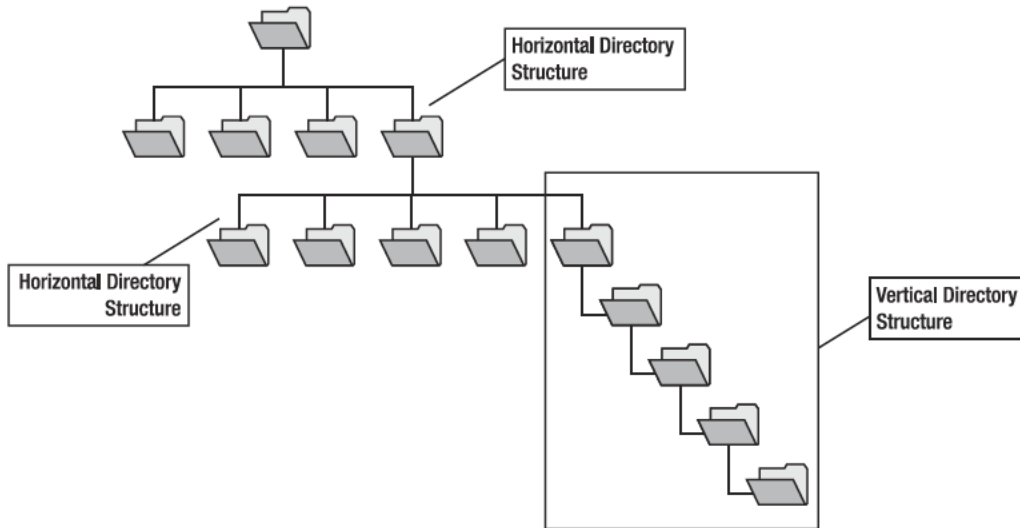 Horizontal Directory
Structure
Horizontal Directory
Structure
Vertical Directory
Structure